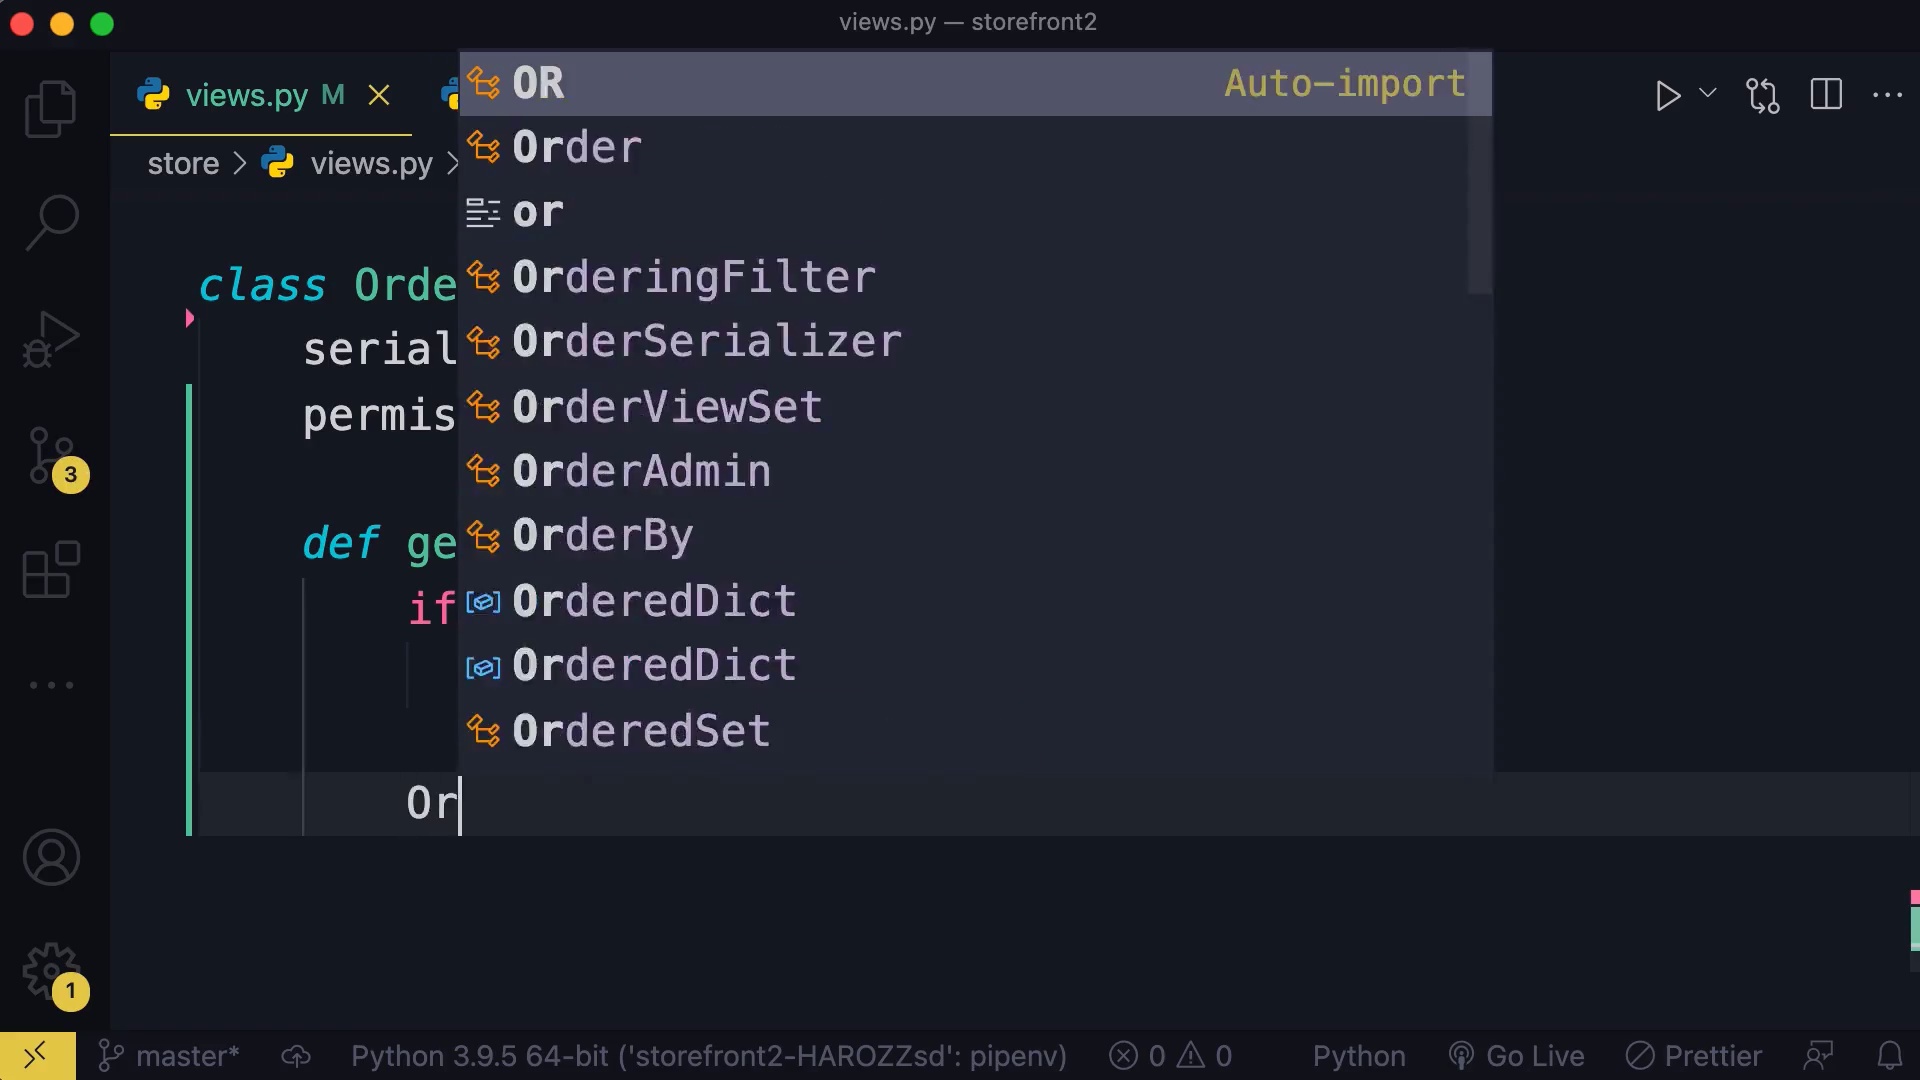 views.py — storefront2
views.py M
store > views.py >
OR Auto-import
Order
or
OrderingFilter
OrderSerializer
OrderViewSet
OrderAdmin
OrderBy
OrderedDict
OrderedDict
OrderedSet
class Orde
serial
permis
def ge
if
Or
3
1
master* Python 3.9.5 64-bit ('storefront2-HAROZZsd': pipenv) 0 0 Python Go Live Prettier